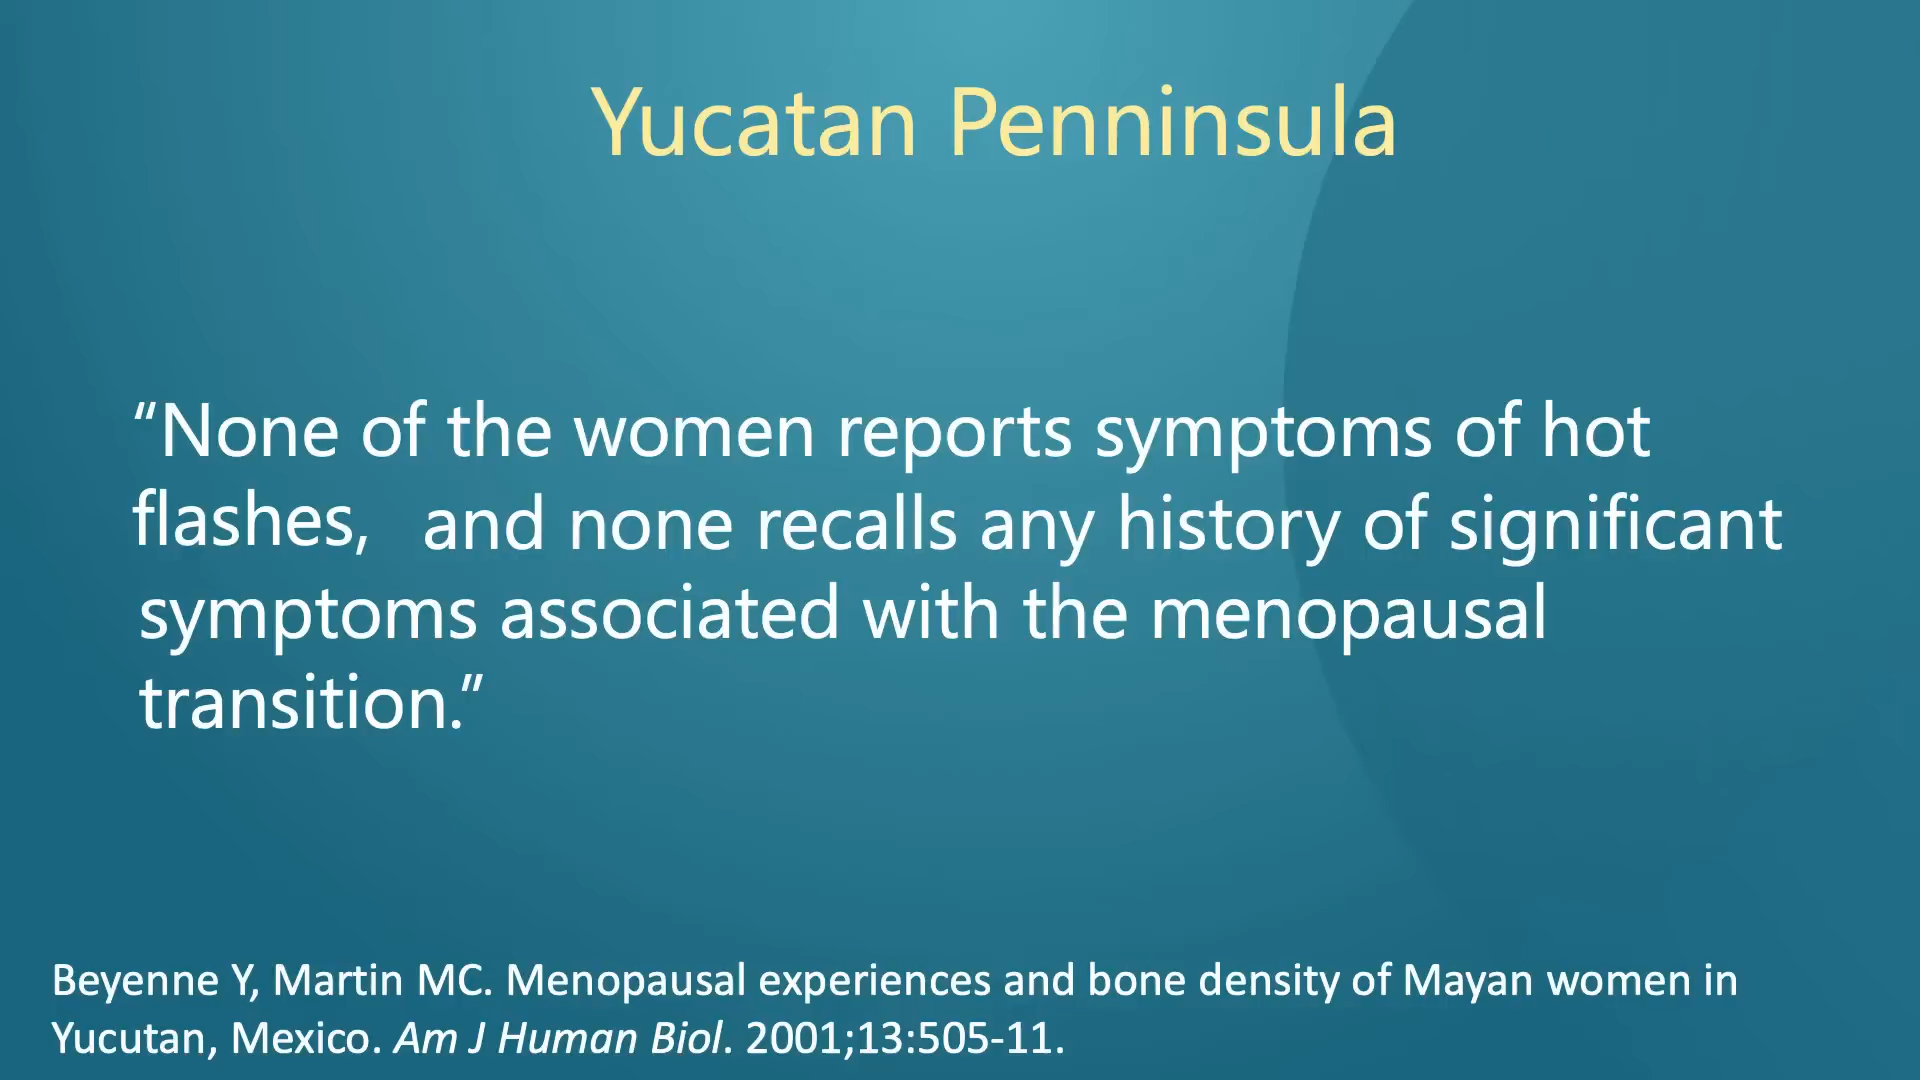 Yucatan Penninsula
“None of the women reports symptoms of hot
flashes, and none recalls any history of significant
symptoms associated with the menopausal
transition.”
Beyenne Y, Martin MC. Menopausal experiences and bone density of Mayan women in
Yucutan, Mexico. Am J Human Biol. 2001;13:505-11.